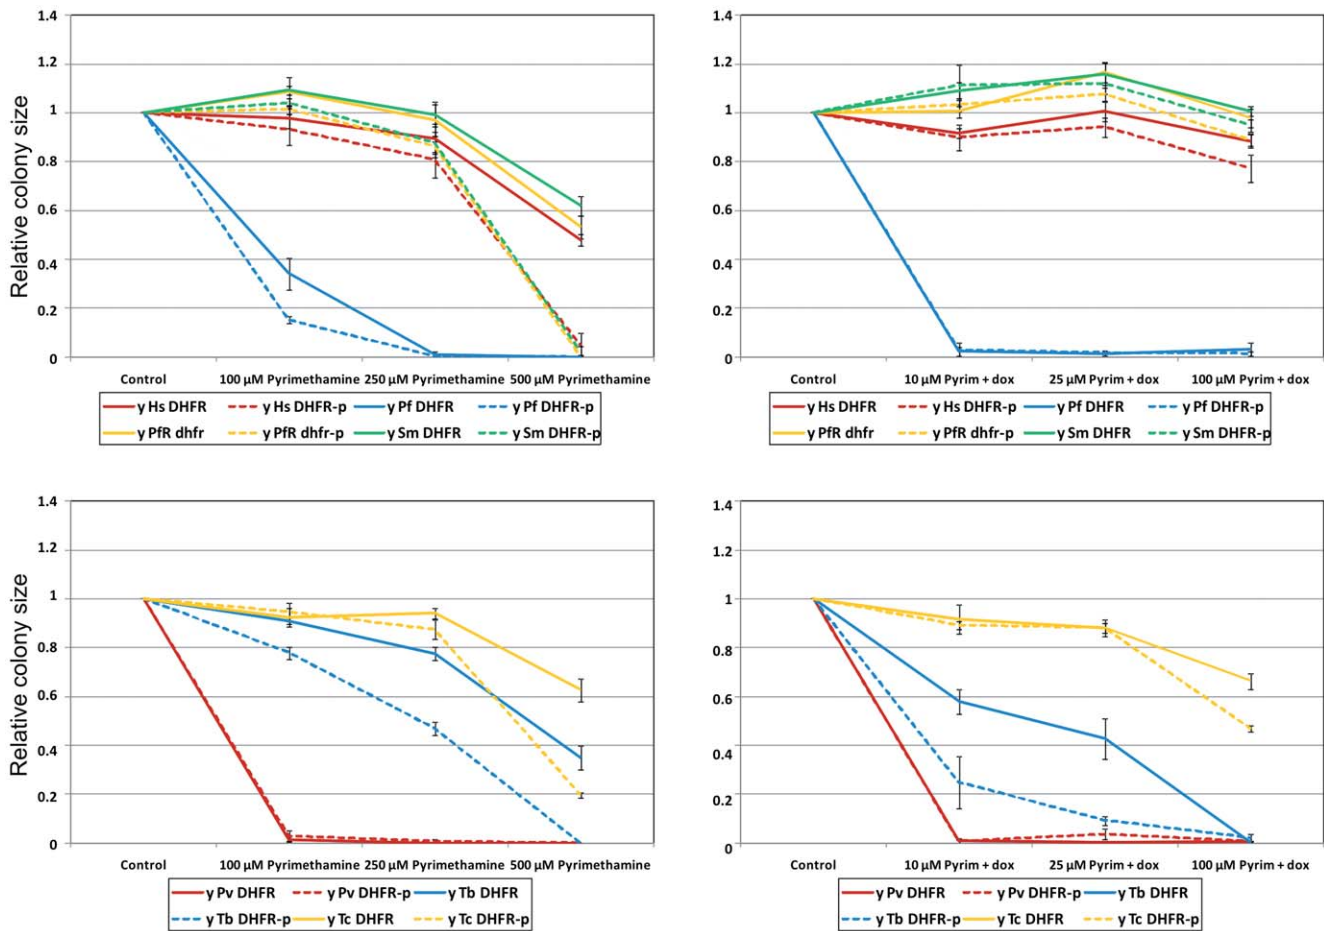 1.4
1.2
1
0.8
0.6
0.4
0.2
0
Relative colony size
Control 100 µM Pyrimethamine 250 µM Pyrimethamine 500 µM Pyrimethamine
y Hs DHFR y Hs DHFR-p y Pf DHFR y Pf DHFR-p
y PfR dhfr y PfR dhfr-p y Sm DHFR y Sm DHFR-p
1.4
1.2
1
0.8
0.6
0.4
0.2
0
Control 10 µM Pyrim + dox 25 µM Pyrim + dox 100 µM Pyrim + dox
y Hs DHFR y Hs DHFR-p y Pf DHFR y Pf DHFR-p
y PfR dhfr y PfR dhfr-p y Sm DHFR y Sm DHFR-p
1.4
1.2
1
0.8
0.6
0.4
0.2
0
Relative colony size
Control 100 µM Pyrimethamine 250 µM Pyrimethamine 500 µM Pyrimethamine
y Pv DHFR y Pv DHFR-p y Tb DHFR
y Tb DHFR-p y Tc DHFR y Tc DHFR-p
1.4
1.2
1
0.8
0.6
0.4
0.2
0
Control 10 µM Pyrim + dox 25 µM Pyrim + dox 100 µM Pyrim + dox
y Pv DHFR y Pv DHFR-p y Tb DHFR
y Tb DHFR-p y Tc DHFR y Tc DHFR-p